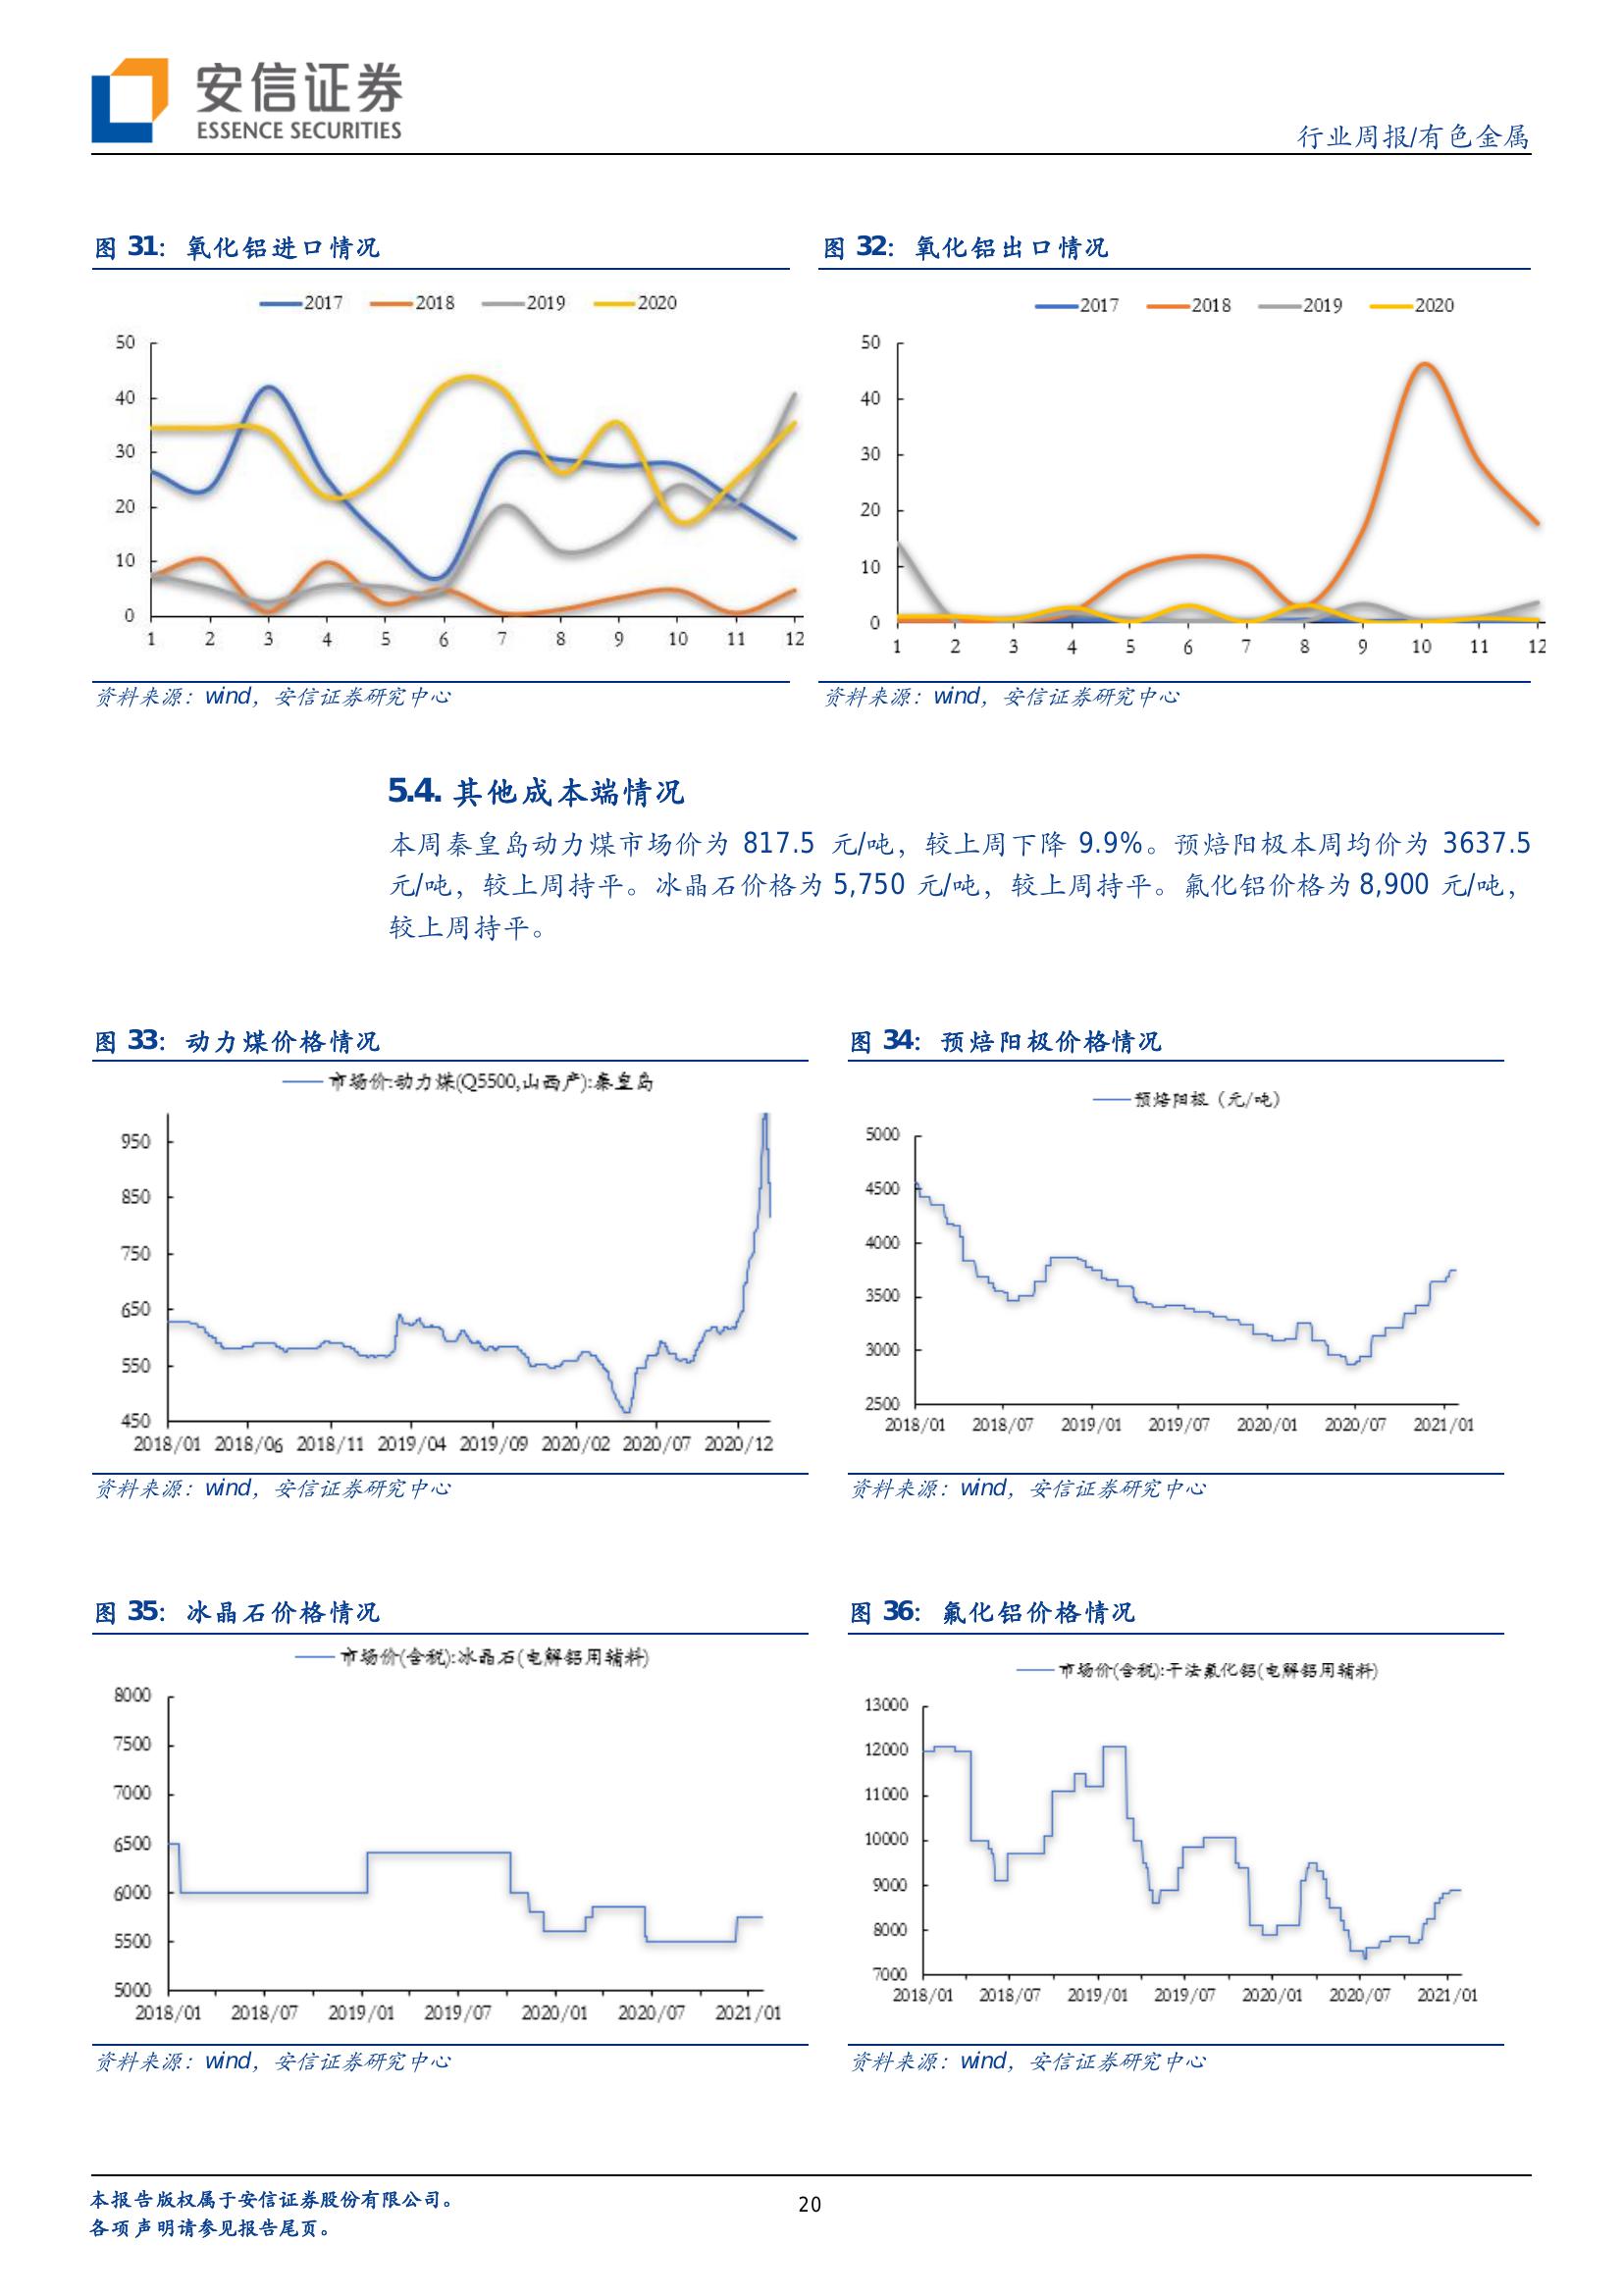 安信证券
ESSENCE SECURITIES
行业周报/有色金属
图 31：氧化铝进口情况
2017 2018 2019 2020
50
40
30
20
10
0
1 2 3 4 5 6 7 8 9 10 11 12
资料来源：wind，安信证券研究中心
图 32：氧化铝出口情况
2017 2018 2019 2020
50
40
30
20
10
0
1 2 3 4 5 6 7 8 9 10 11 12
资料来源：wind，安信证券研究中心
5.4. 其他成本端情况
本周秦皇岛动力煤市场价为 817.5 元/吨，较上周下降 9.9%。预焙阳极本周均价为 3637.5
元/吨，较上周持平。冰晶石价格为 5,750 元/吨，较上周持平。氟化铝价格为 8,900 元/吨，
较上周持平。
图 33：动力煤价格情况
市场价:动力煤(Q5500,山西产):秦皇岛
950
850
750
650
550
450
2018/01 2018/06 2018/11 2019/04 2019/09 2020/02 2020/07 2020/12
资料来源：wind，安信证券研究中心
图 34：预焙阳极价格情况
预焙阳极（元/吨）
5000
4500
4000
3500
3000
2500
2018/01 2018/07 2019/01 2019/07 2020/01 2020/07 2021/01
资料来源：wind，安信证券研究中心
图 35：冰晶石价格情况
市场价(含税):冰晶石(电解铝用辅料)
8000
7500
7000
6500
6000
5500
5000
2018/01 2018/07 2019/01 2019/07 2020/01 2020/07 2021/01
资料来源：wind，安信证券研究中心
图 36：氟化铝价格情况
市场价(含税):干法氟化铝(电解铝用辅料)
13000
12000
11000
10000
9000
8000
7000
2018/01 2018/07 2019/01 2019/07 2020/01 2020/07 2021/01
资料来源：wind，安信证券研究中心
本报告版权属于安信证券股份有限公司。
各项声明请参见报告尾页。
20